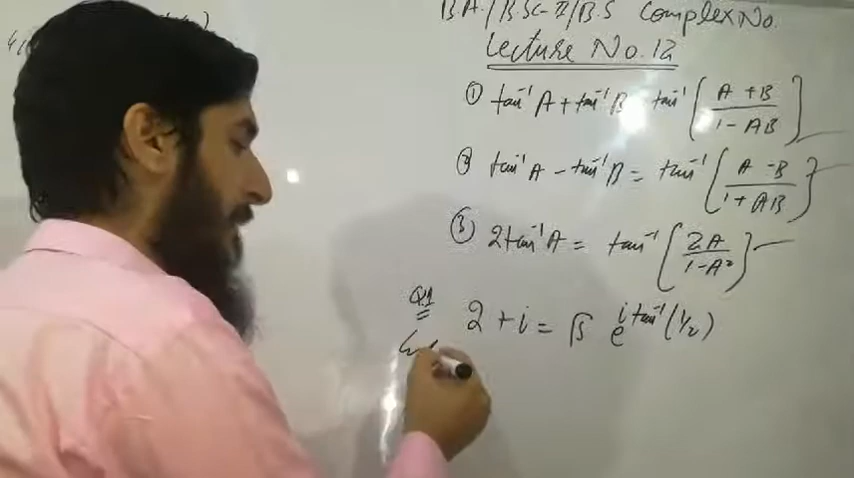 B.A./B.SC-II/B.S Complex No.
Lecture No.12
① tan⁻¹A + tan⁻¹B = tan⁻¹[(A + B)/(1 - AB)]
② tan⁻¹A - tan⁻¹B = tan⁻¹[(A - B)/(1 + AB)]
③ 2tan⁻¹A = tan⁻¹[2A/(1 - A²)]
Q1 2 + i = √5 e^(i tan⁻¹(1/2))